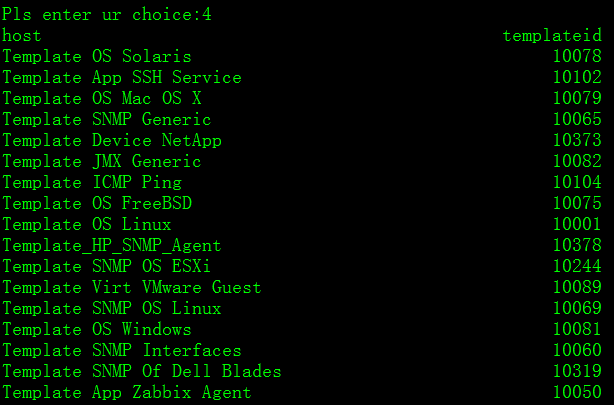 Pls enter ur choice:4
host templateid
Template OS Solaris 10078
Template App SSH Service 10102
Template OS Mac OS X 10079
Template SNMP Generic 10065
Template Device NetApp 10373
Template JMX Generic 10082
Template ICMP Ping 10104
Template OS FreeBSD 10075
Template OS Linux 10001
Template_HP_SNMP_Agent 10378
Template SNMP OS ESXi 10244
Template Virt VMware Guest 10089
Template SNMP OS Linux 10069
Template OS Windows 10081
Template SNMP Interfaces 10060
Template SNMP Of Dell Blades 10319
Template App Zabbix Agent 10050